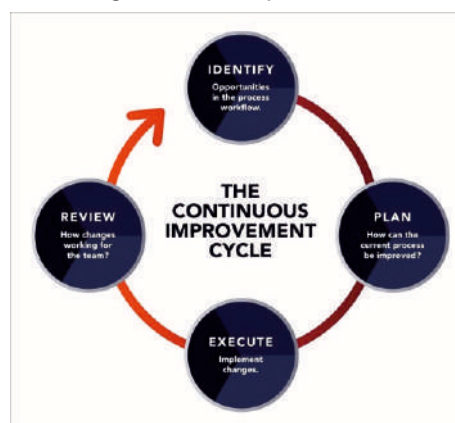 IDENTIFY
Opportunities
in the process
workflow.
THE
CONTINUOUS
IMPROVEMENT
CYCLE
PLAN
How can the
current process
be improved?
EXECUTE
Implement
changes.
REVIEW
How changes
working for
the team?